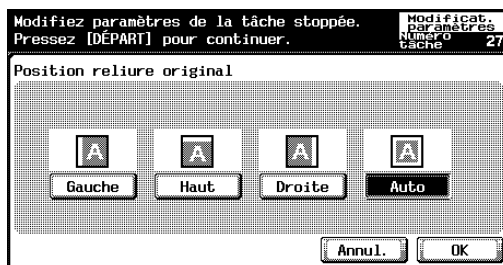 Modifiez paramètres de la tâche stoppée.
Pressez [DÉPART] pour continuer.
Modificat.
paramètres
Numéro
tâche 27
Position reliure original
A A A A
Gauche Haut Droite Auto
Annul. OK